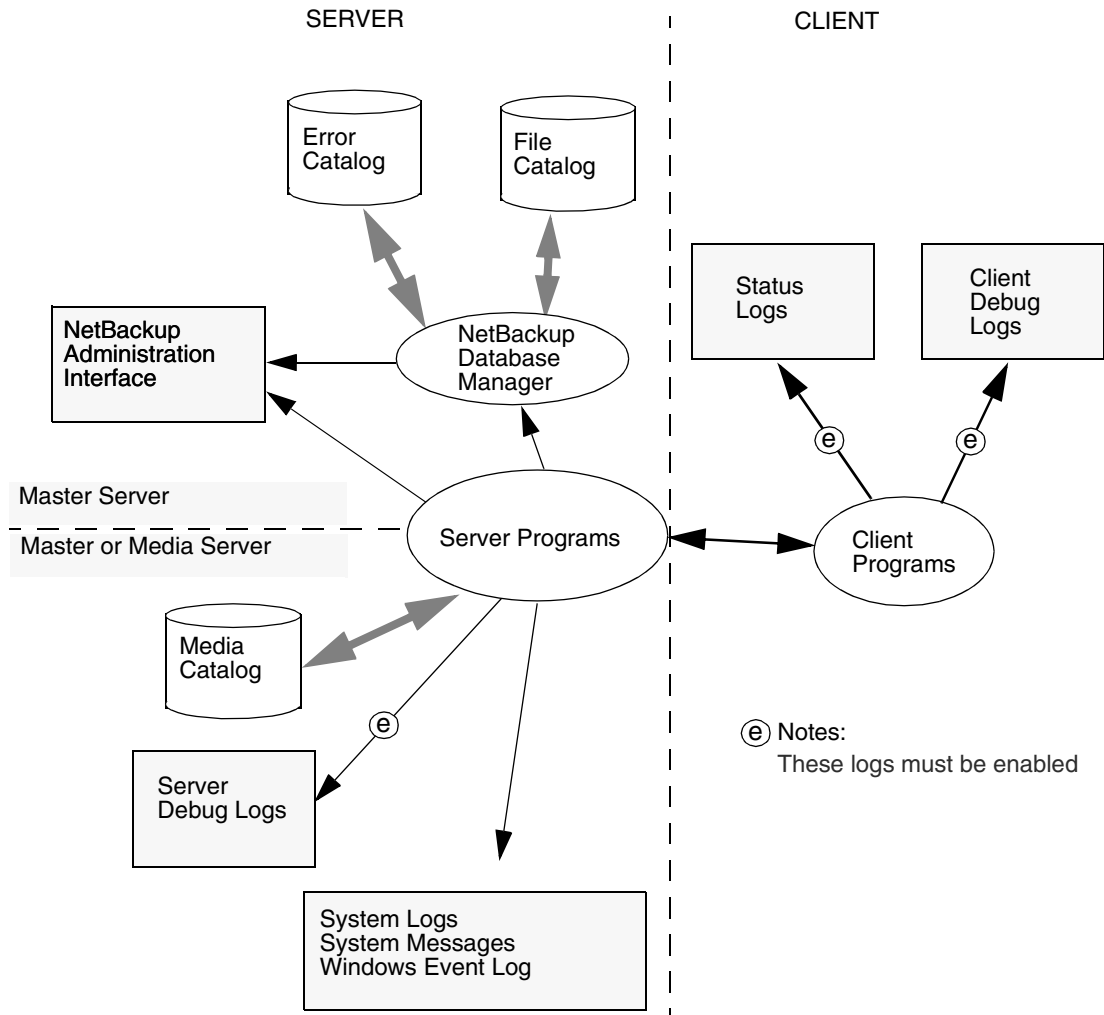 SERVER
CLIENT
Error
Catalog
File
Catalog
Status
Logs
Client
Debug
Logs
NetBackup
Administration
Interface
NetBackup
Database
Manager
e
e
Master Server
Master or Media Server
Server Programs
Client
Programs
Media
Catalog
e
e Notes:
These logs must be enabled
Server
Debug Logs
System Logs
System Messages
Windows Event Log